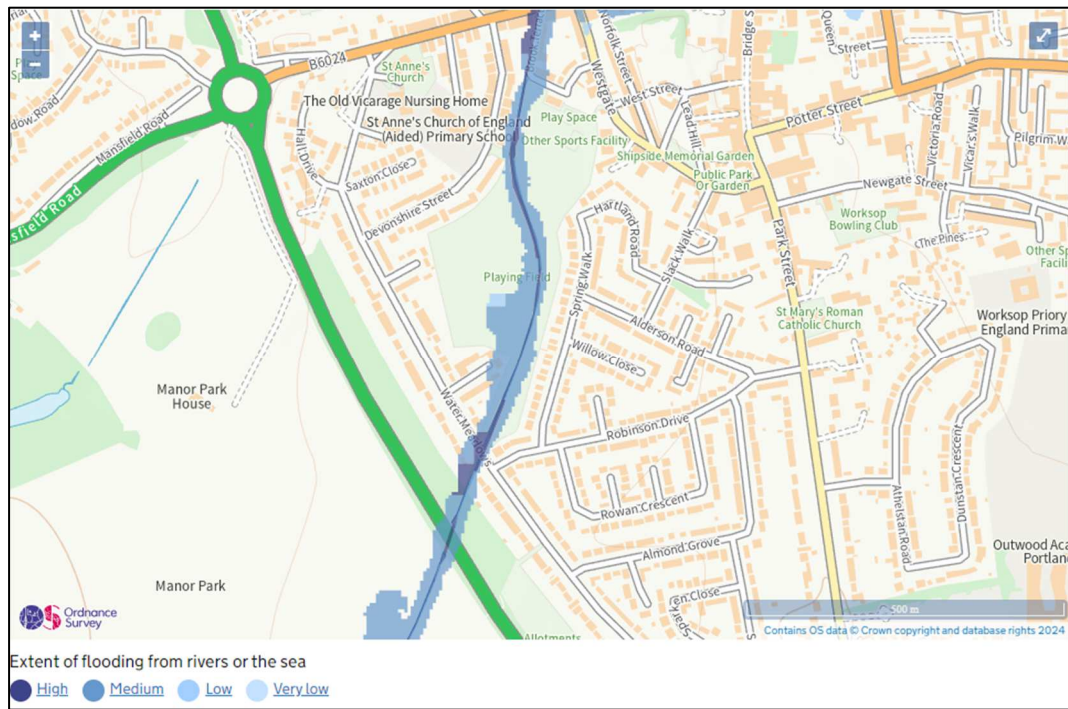 B6024
St Anne's
Church
The Old Vicarage Nursing Home
St Anne's Church of England
(Aided) Primary School
Mansfield Road
Hall Drive
Saxton Close
Devonshire Street
Play Space
Other Sports Facility
Westgate
Norfolk Street
West Street
Lead Hill
Bridge S
Queen
Street
Potter Street
Victoria Road
Vicar's Walk
Pilgrim W
Shipside Memorial Garden
Public Park
Or Garden
Newgate Street
Worksop
Bowling Club
The Pines
Other Sp
Facili
Hartland
Road
Slack Walk
Park Street
Playing Field
Spring Walk
Alderson Road
Willow Close
St Mary's Roman
Catholic Church
Worksop Priory
England Prima
Manor Park
House
Water Meadows
Robinson Drive
Rowan Crescent
Almond Grove
Athelstan Road
Dunstan Crescent
Outwood Aca
Portland
Manor Park
Ordnance
Survey
500 m
Contains OS data © Crown copyright and database rights 2024
Allotments
Extent of flooding from rivers or the sea
High
Medium
Low
Very low